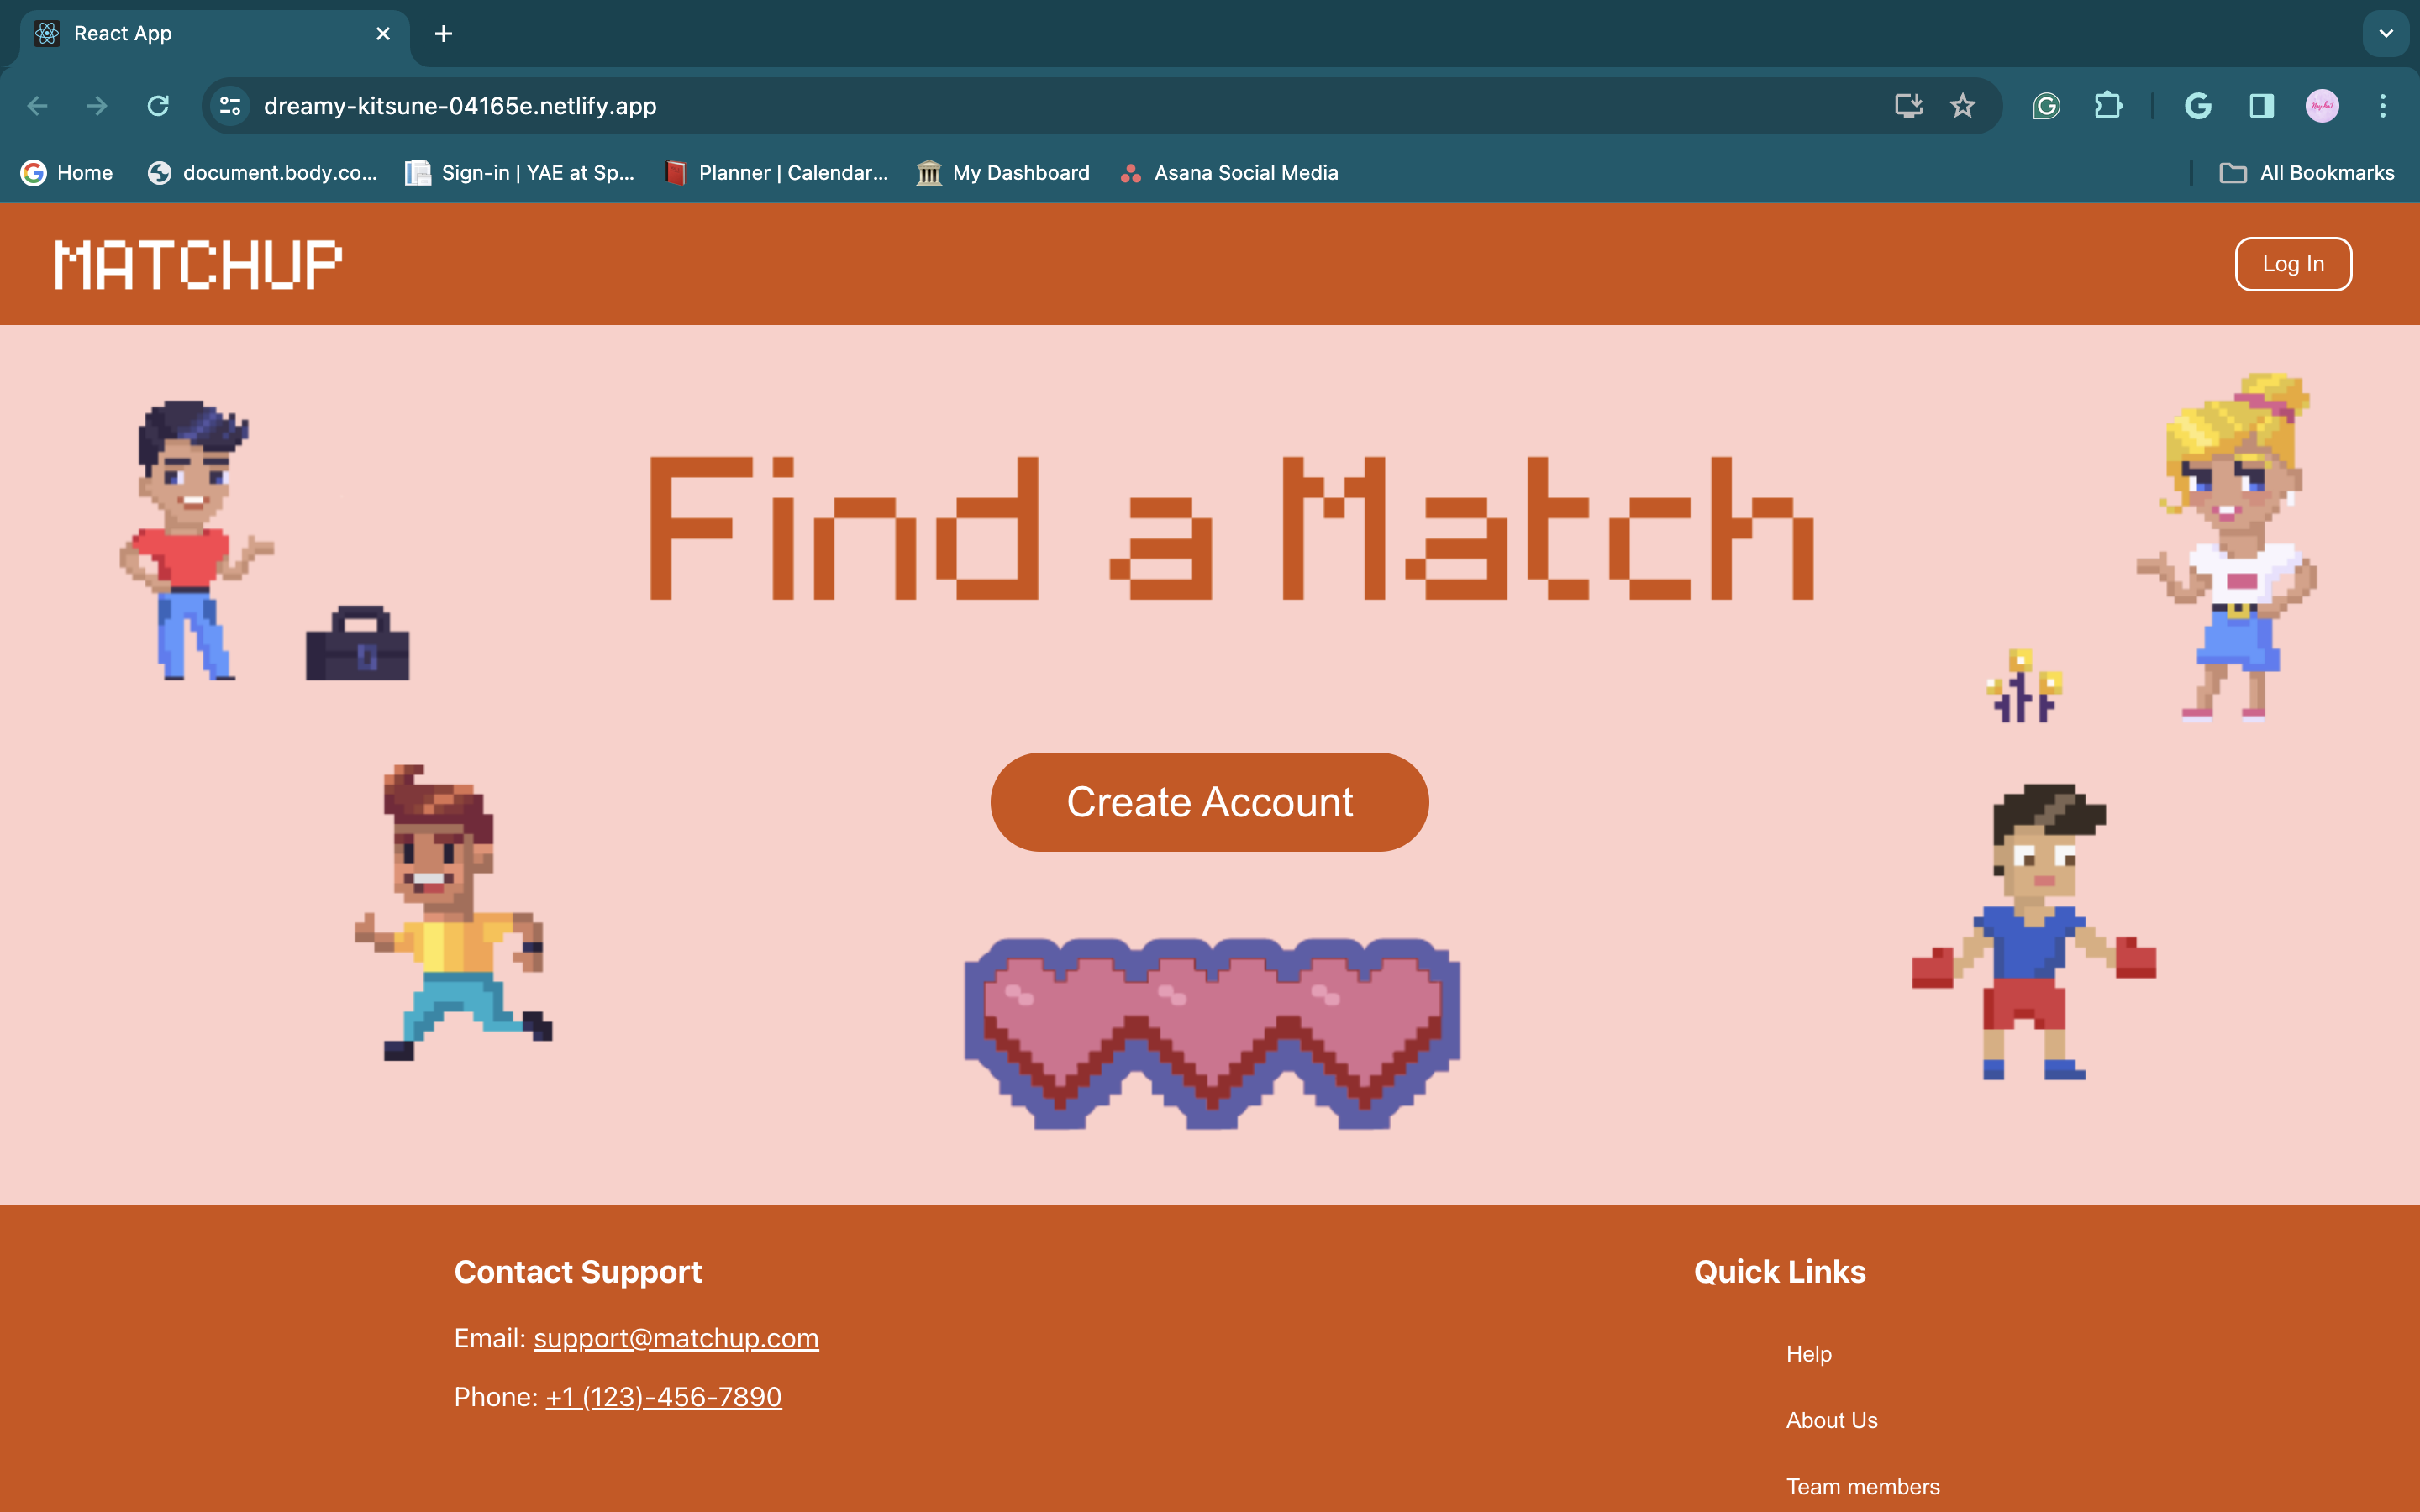 React App
dreamy-kitsune-04165e.netlify.app
Home
document.body.co...
Sign-in | YAE at Sp...
Planner | Calendar...
My Dashboard
Asana Social Media
All Bookmarks
MATCHUP
Log In
Find a Match
Create Account
Contact Support
Email: support@matchup.com
Phone: +1 (123)-456-7890
Quick Links
Help
About Us
Team members